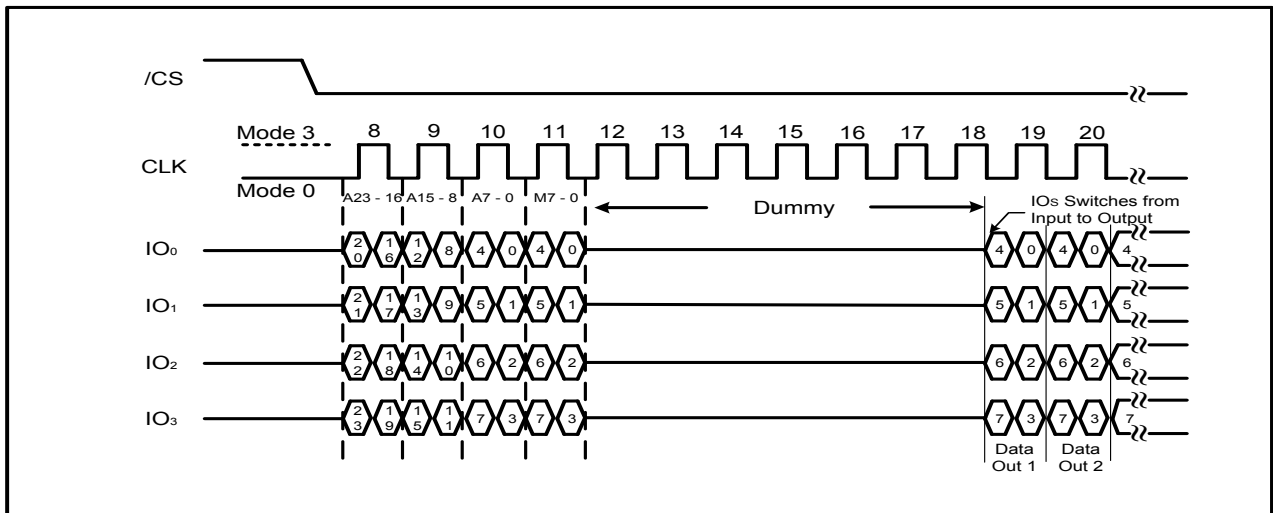 /CS
Mode 3 8 9 10 11 12 13 14 15 16 17 18 19 20
CLK
Mode 0
A23 - 16 A15 - 8 A7 - 0 M7 - 0
Dummy
IOs Switches from
Input to Output
IO0 20 16 12 8 4 0 4 0 4 0 4 0 4
IO1 21 17 13 9 5 1 5 1 5 1 5 1 5
IO2 22 18 14 10 6 2 6 2 6 2 6 2 6
IO3 23 19 15 11 7 3 7 3 7 3 7 3 7
Data Data
Out 1 Out 2